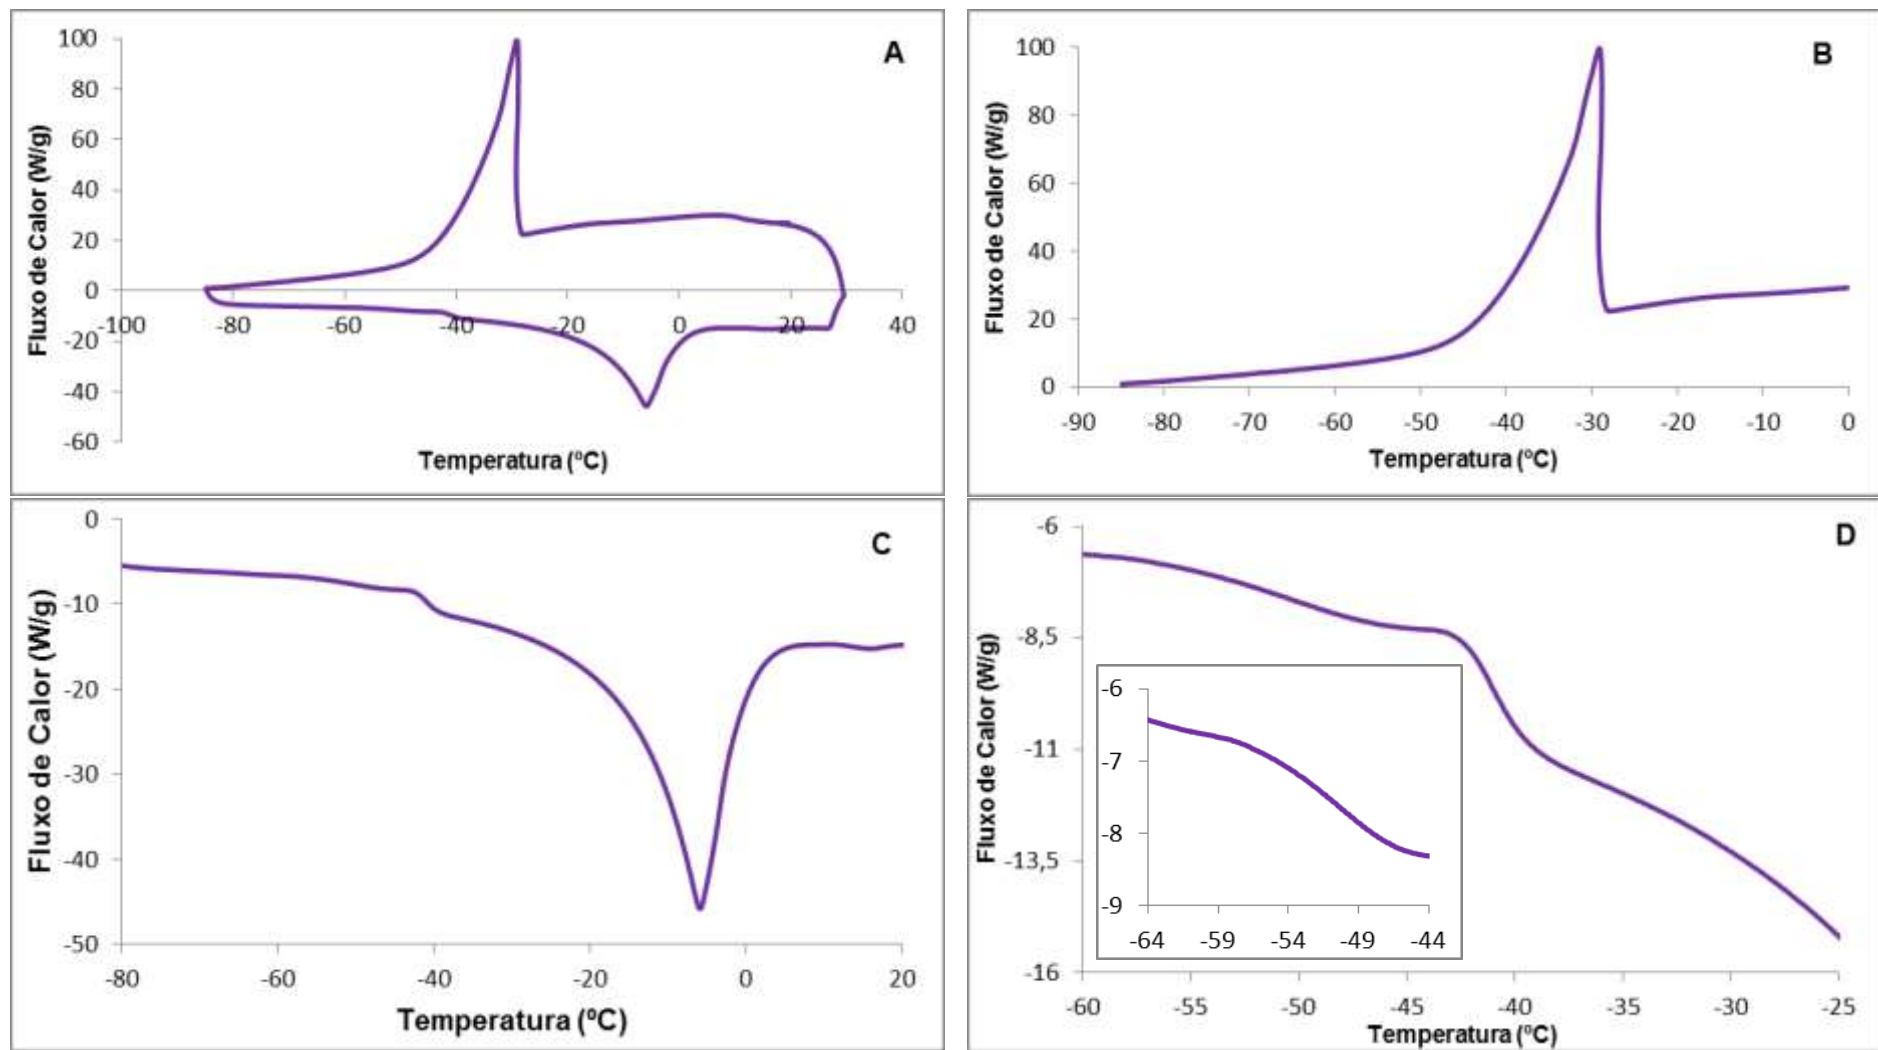 A
Fluxo de Calor (W/g)
100
80
60
40
20
0
-20
-40
-60
-100 -80 -60 -40 -20 0 20 40
Temperatura (ºC)
B
Fluxo de Calor (W/g)
100
80
60
40
20
0
-90 -80 -70 -60 -50 -40 -30 -20 -10 0
Temperatura (ºC)
C
Fluxo de Calor (W/g)
0
-10
-20
-30
-40
-50
-80 -60 -40 -20 0 20
Temperatura (ºC)
D
Fluxo de Calor (W/g)
-6
-8,5
-11
-13,5
-16
-6
-7
-8
-9
-64 -59 -54 -49 -44
-60 -55 -50 -45 -40 -35 -30 -25
Temperatura (ºC)